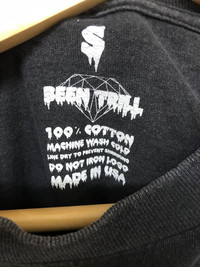 S
BEEN TRILL
100% COTTON
MACHINE WASH COLD
LINE DRY TO PREVENT SHRINKING
DO NOT IRON LOGO
MADE IN USA